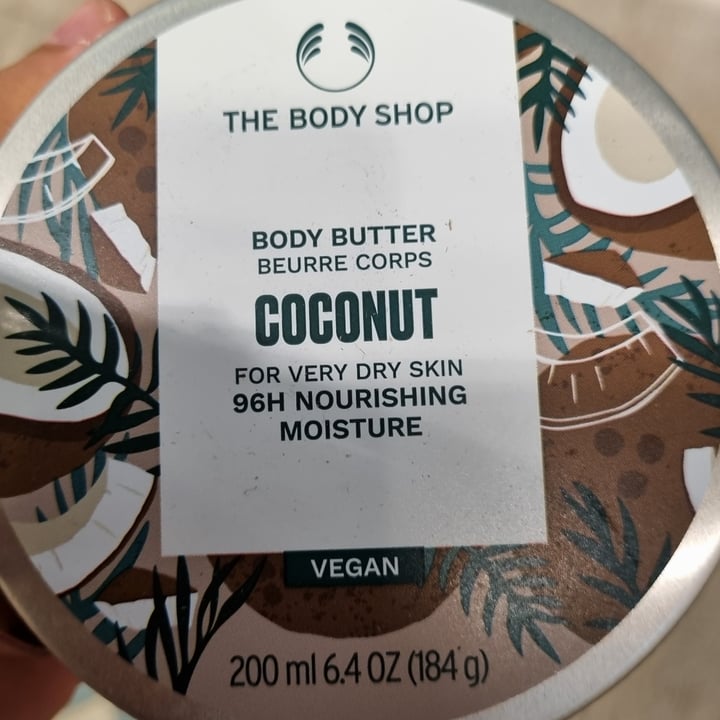 THE BODY SHOP
BODY BUTTER
BEURRE CORPS
COCONUT
FOR VERY DRY SKIN
96H NOURISHING
MOISTURE
VEGAN
200 ml 6.4 OZ (184 g)